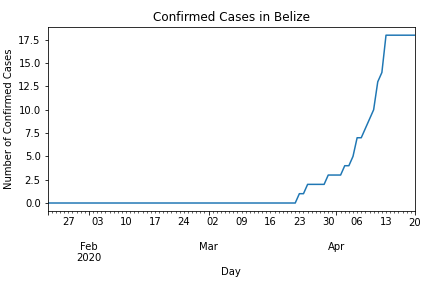 Confirmed Cases in Belize
Number of Confirmed Cases
17.5
15.0
12.5
10.0
7.5
5.0
2.5
0.0
27 03 10 17 24 02 09 16 23 30 06 13 20
Feb Mar Apr
2020
Day